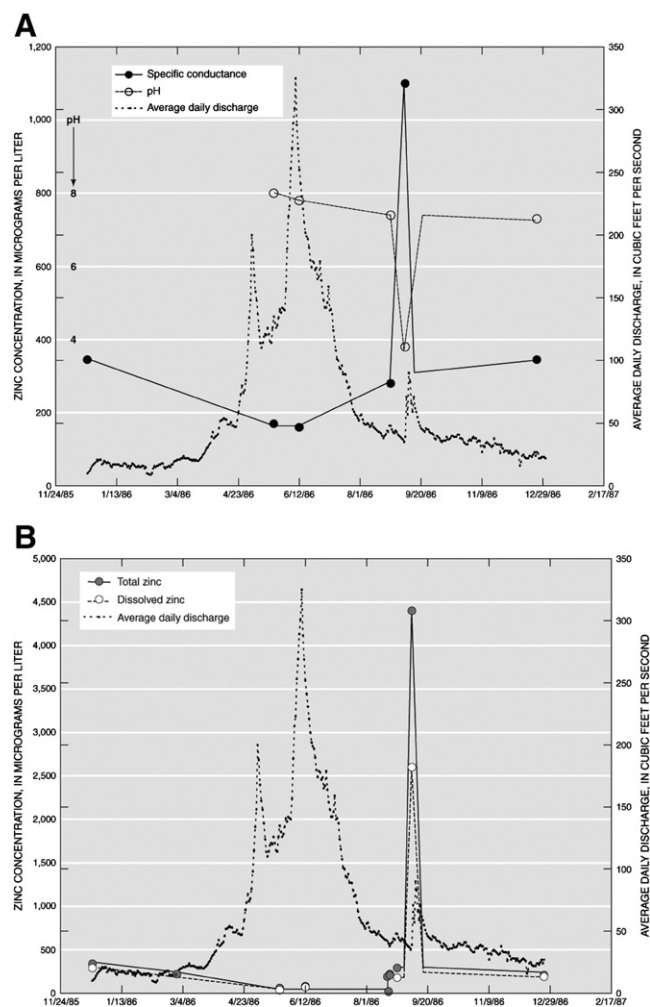 A
1,200
1,000
800
600
400
200
0
ZINC CONCENTRATION, IN MICROGRAMS PER LITER
pH
8
6
4
Specific conductance
pH
Average daily discharge
350
300
250
200
150
100
50
0
AVERAGE DAILY DISCHARGE, IN CUBIC FEET PER SECOND
11/24/85 1/13/86 3/4/86 4/23/86 6/12/86 8/1/86 9/20/86 11/9/86 12/29/86 2/17/87
B
5,000
4,500
4,000
3,500
3,000
2,500
2,000
1,500
1,000
500
0
ZINC CONCENTRATION, IN MICROGRAMS PER LITER
Total zinc
Dissolved zinc
Average daily discharge
350
300
250
200
150
100
50
0
AVERAGE DAILY DISCHARGE, IN CUBIC FEET PER SECOND
11/24/85 1/13/86 3/4/86 4/23/86 6/12/86 8/1/86 9/20/86 11/9/86 12/29/86 2/17/87